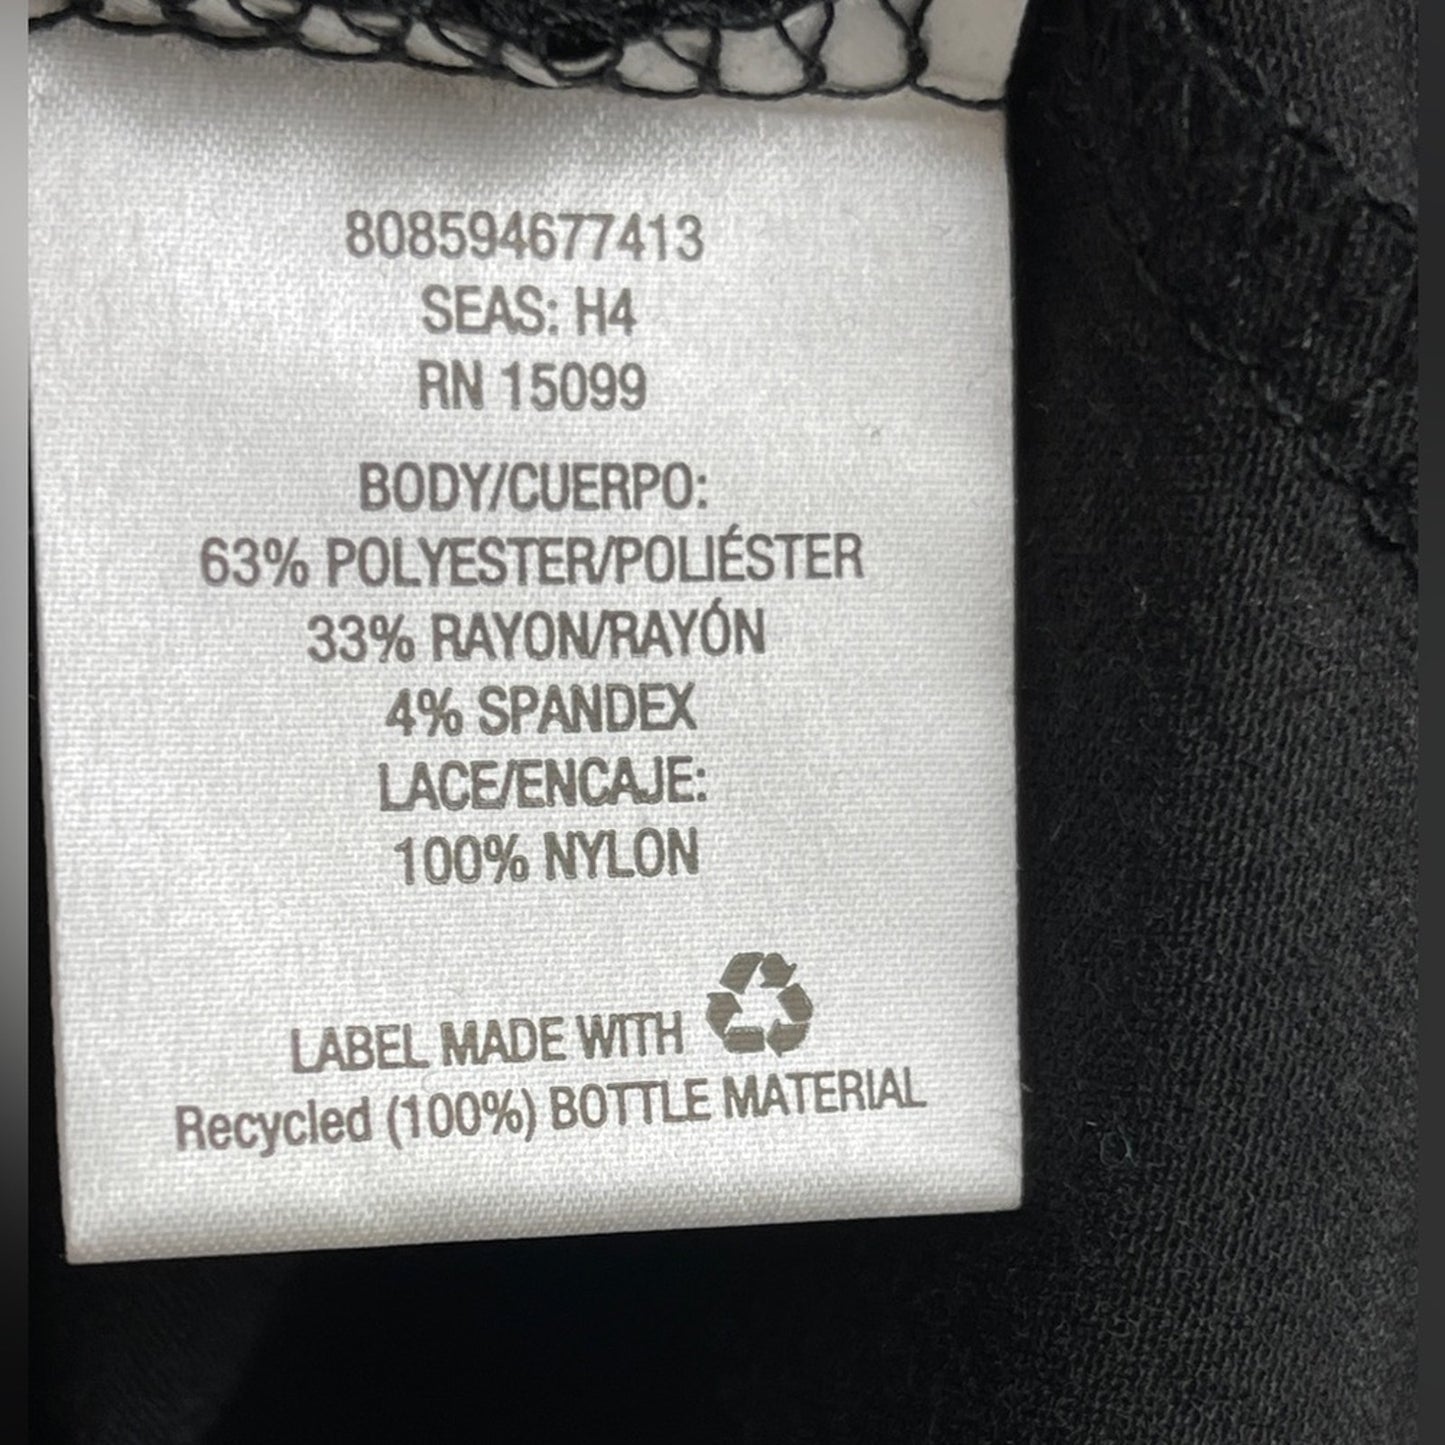 808594677413
SEAS: H4
RN 15099
BODY/CUERPO:
63% POLYESTER/POLIÉSTER
33% RAYON/RAYÓN
4% SPANDEX
LACE/ENCAJE:
100% NYLON
LABEL MADE WITH
Recycled (100%) BOTTLE MATERIAL